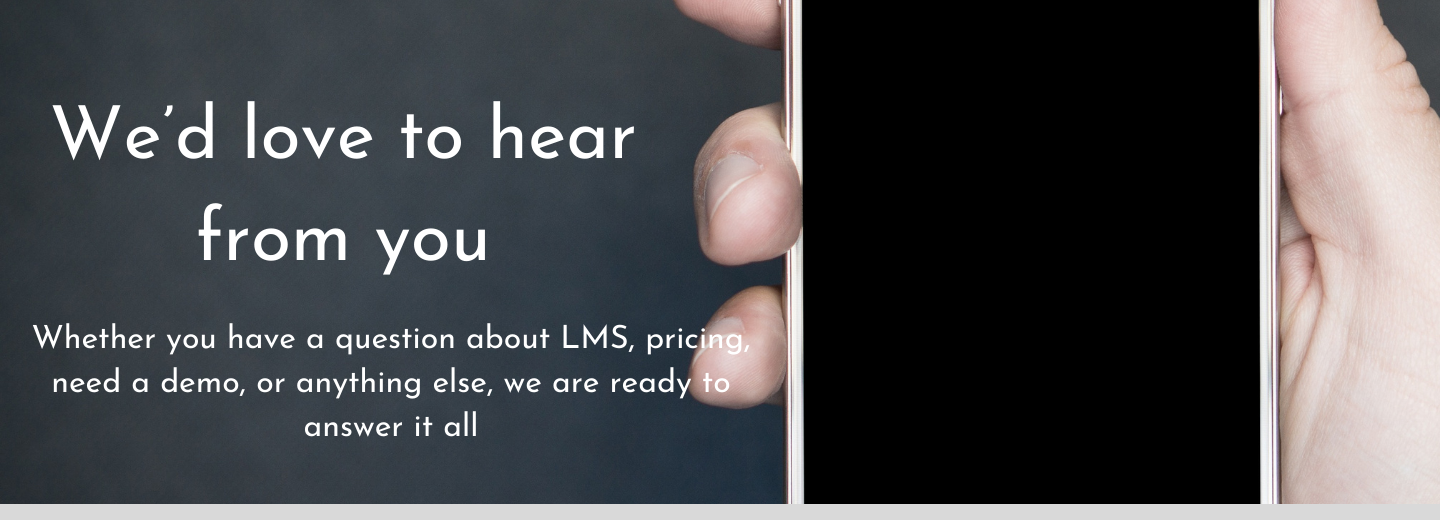 We’d love to hear
from you
Whether you have a question about LMS, pricing,
need a demo, or anything else, we are ready to
answer it all